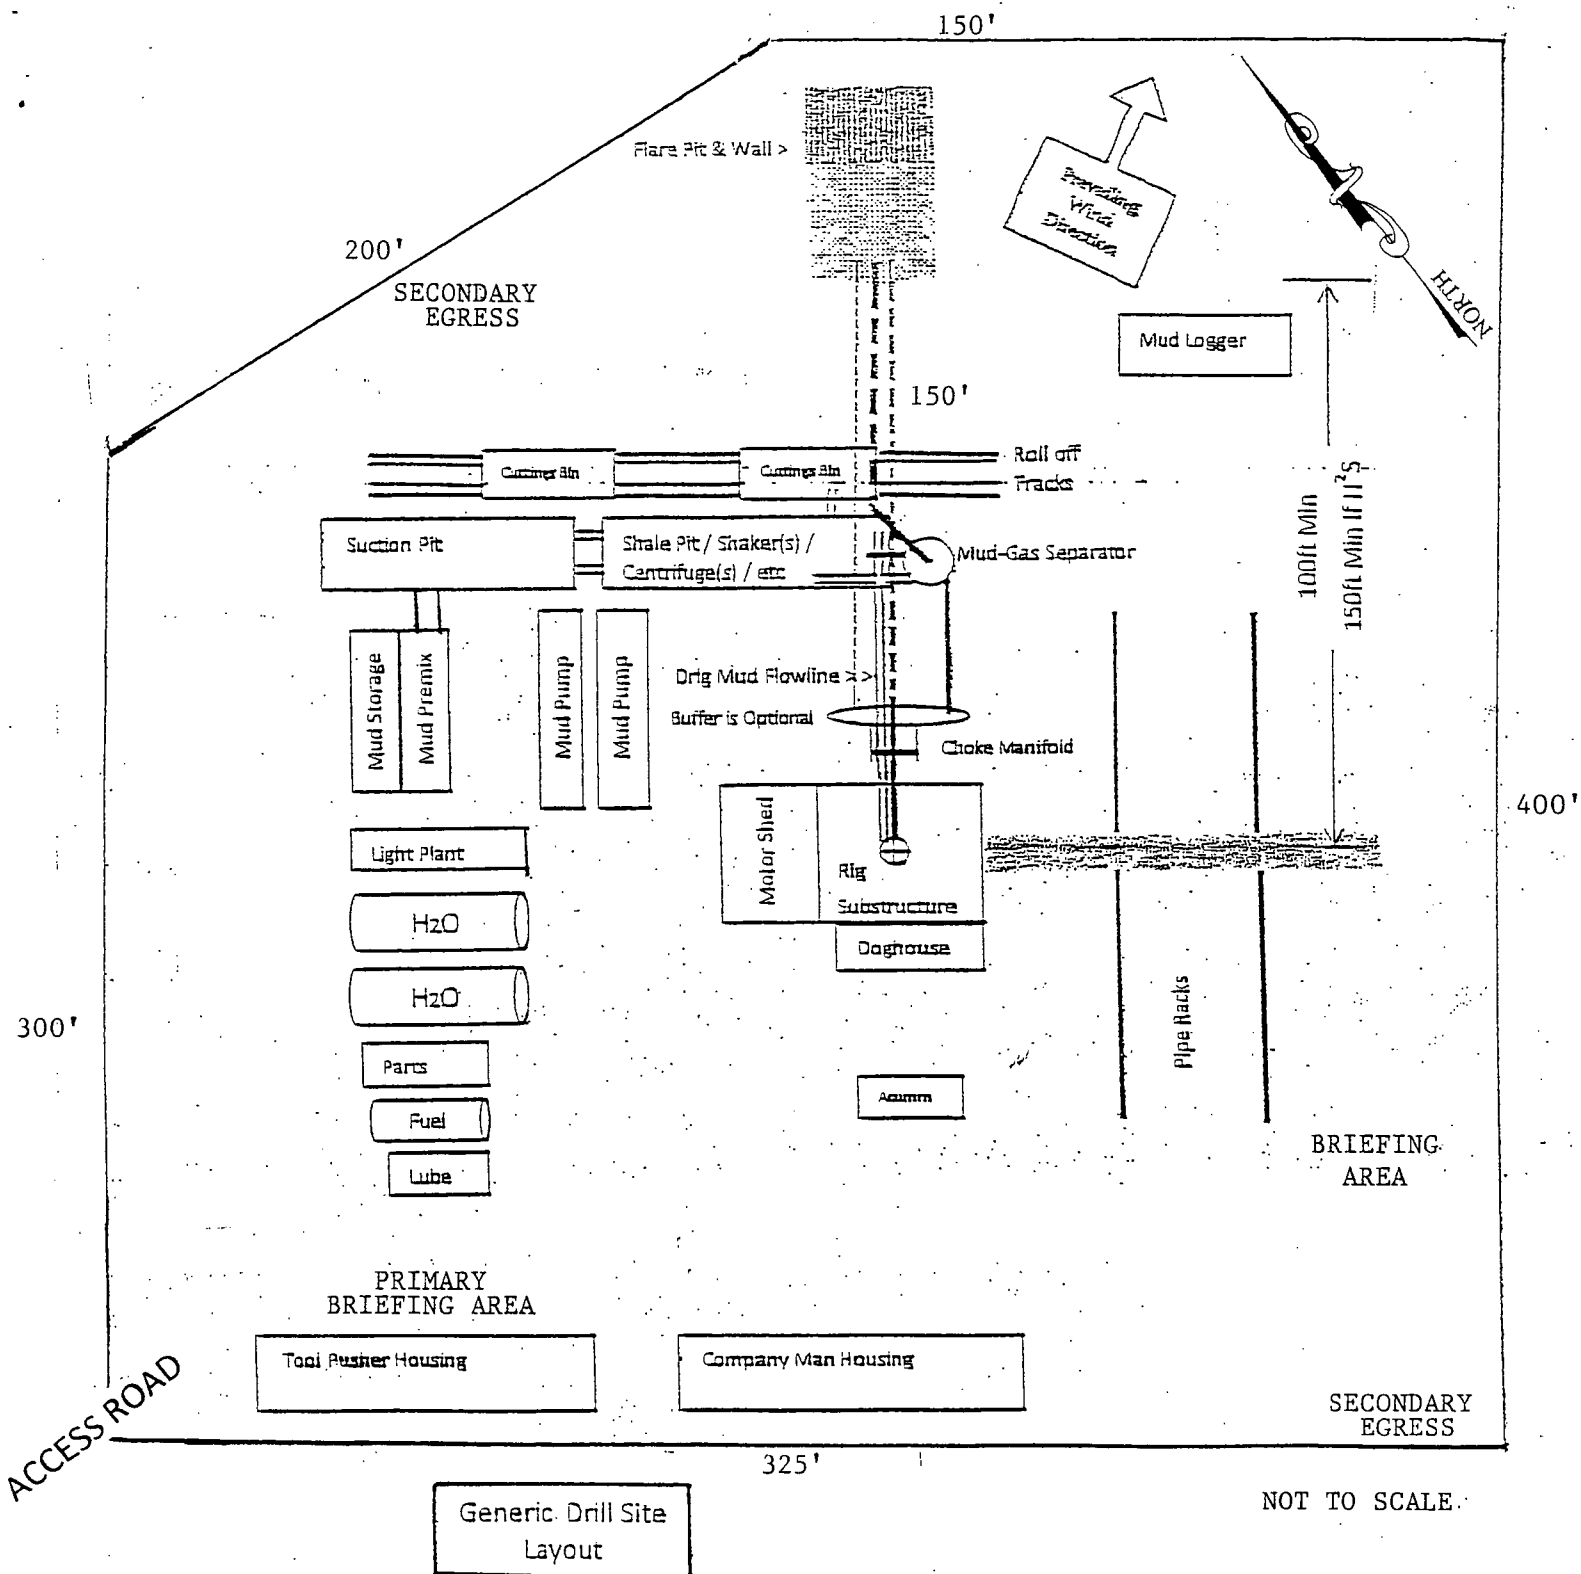 150'
Flare Pit & Wall >
Prevailing
Wind
Direction
200'
SECONDARY
EGRESS
NORTH
Mud Logger
150'
Cuttings Bin
Cuttings Bin
Roll off
Tracks
100ft Min
150ft Min If H2S
Suction Pit
Shale Pit / Shaker(s) /
Centrifuge(s) / etc
Mud-Gas Separator
Mud Storage
Mud Premix
Mud Pump
Mud Pump
Drlg Mud Flowline > >
Buffer is Optional
Choke Manifold
400'
Motor Shed
Light Plant
Rig
Substructure
H2O
Doghouse
H2O
Pipe Racks
300'
Parts
Acumm
Fuel
Lube
BRIEFING
AREA
PRIMARY
BRIEFING AREA
Tool Pusher Housing
Company Man Housing
ACCESS ROAD
SECONDARY
EGRESS
325'
Generic Drill Site
Layout
NOT TO SCALE